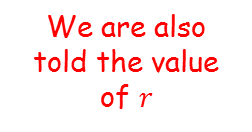 We are also
told the value
of r